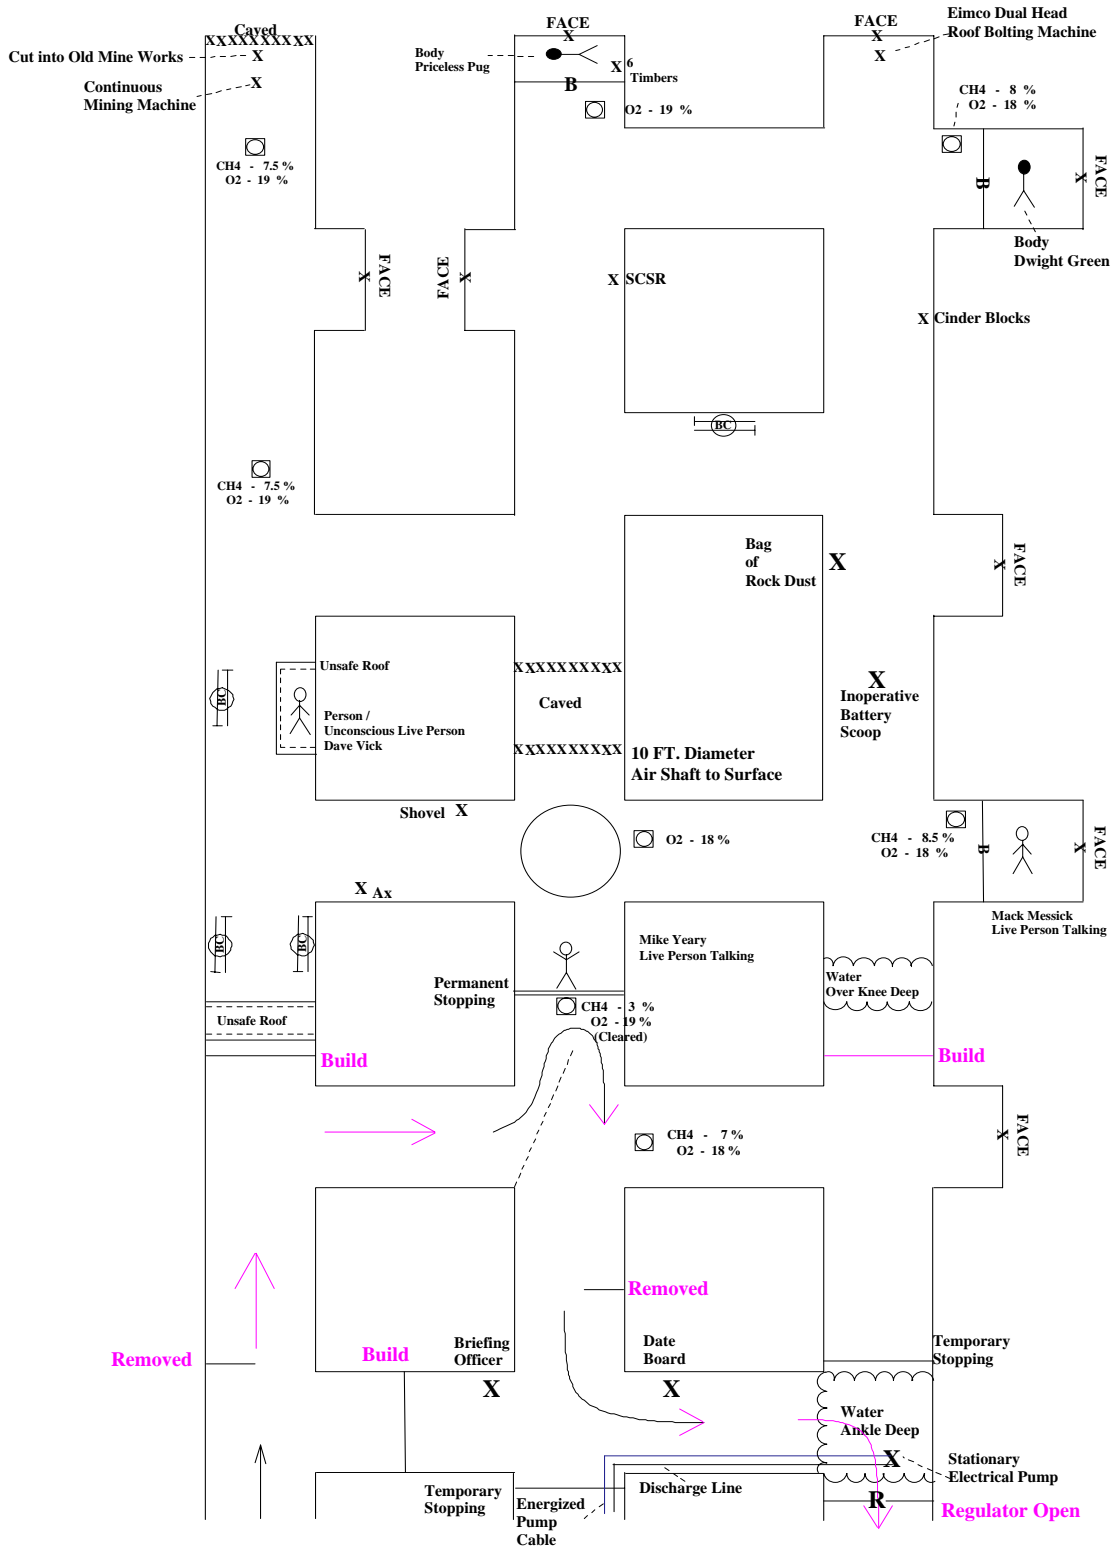 Caved
XXXXXXXXXX
FACE
X
FACE
X
Eimco Dual Head
Roof Bolting Machine
X
Cut into Old Mine Works
X
Body
Priceless Pug
X
6
Timbers
B
Continuous
Mining Machine
X
O2 - 19 %
CH4 - 8 %
O2 - 18 %
CH4 - 7.5 %
O2 - 19 %
B
X
FACE
Body
Dwight Green
X
FACE
FACE
X
X SCSR
X Cinder Blocks
BC
CH4 - 7.5 %
O2 - 19 %
Bag
of
Rock Dust
X
X
FACE
Unsafe Roof
XXXXXXXXXX
BC
Person /
Unconscious Live Person
Dave Vick
Caved
X
Inoperative
Battery
Scoop
XXXXXXXXXX
10 FT. Diameter
Air Shaft to Surface
Shovel X
O2 - 18 %
CH4 - 8.5 %
O2 - 18 %
B
X
FACE
X Ax
Mack Messick
Live Person Talking
BC
BC
Mike Yeary
Live Person Talking
Permanent
Stopping
Water
Over Knee Deep
CH4 - 3 %
O2 - 19 %
(Cleared)
Unsafe Roof
Build
Build
CH4 - 7 %
O2 - 18 %
X
FACE
Removed
Removed
Build
Briefing
Officer
X
Date
Board
X
Temporary
Stopping
Water
Ankle Deep
X
Stationary
Electrical Pump
Temporary
Stopping
Energized
Pump
Cable
Discharge Line
R
Regulator Open